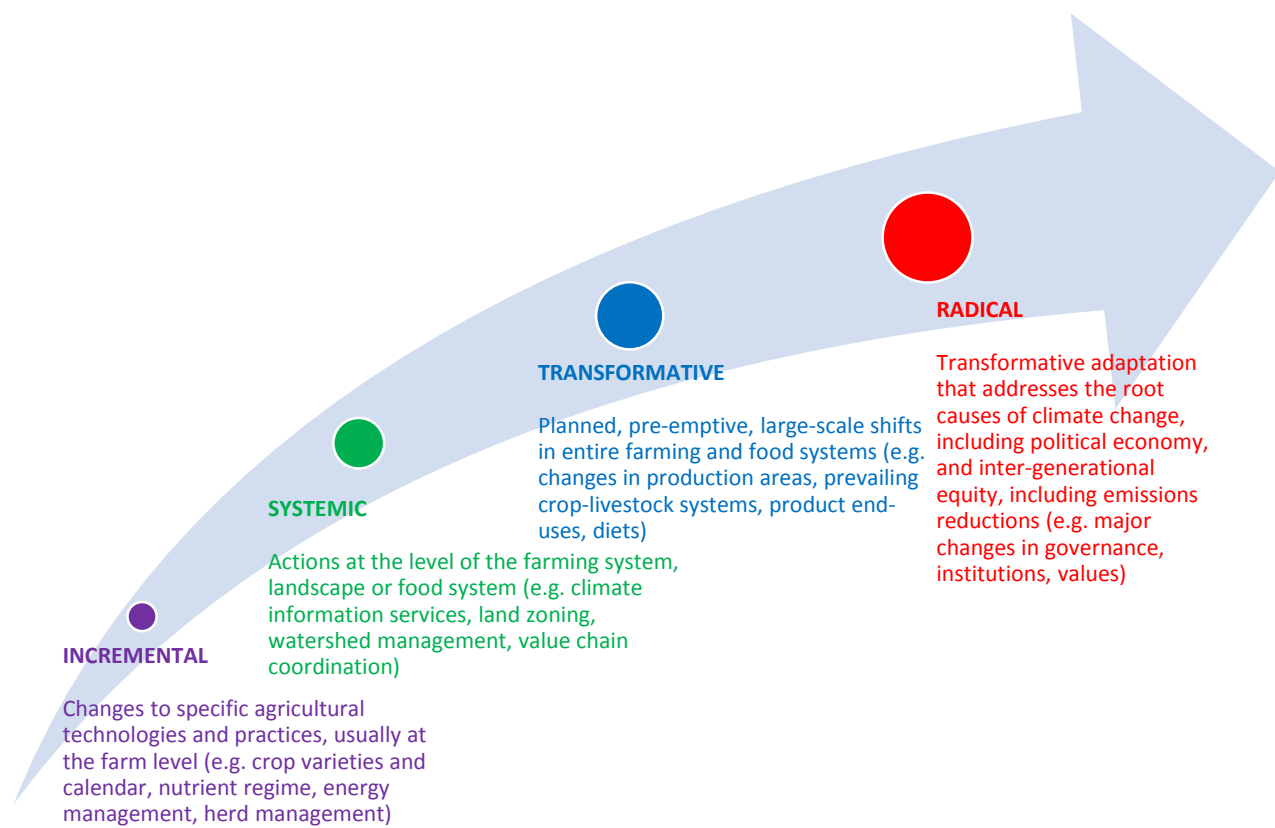 INCREMENTAL
Changes to specific agricultural
technologies and practices, usually at
the farm level (e.g. crop varieties and
calendar, nutrient regime, energy
management, herd management)
SYSTEMIC
Actions at the level of the farming system,
landscape or food system (e.g. climate
information services, land zoning,
watershed management, value chain
coordination)
TRANSFORMATIVE
Planned, pre-emptive, large-scale shifts
in entire farming and food systems (e.g.
changes in production areas, prevailing
crop-livestock systems, product end-
uses, diets)
RADICAL
Transformative adaptation
that addresses the root
causes of climate change,
including political economy,
and inter-generational
equity, including emissions
reductions (e.g. major
changes in governance,
institutions, values)